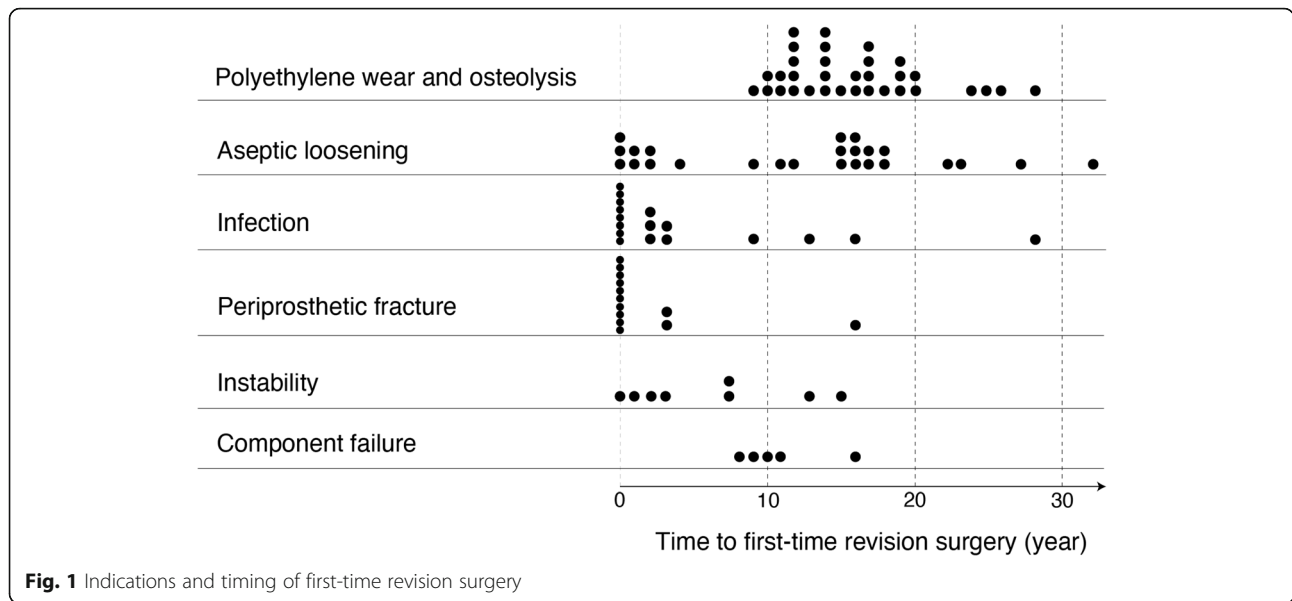 Polyethylene wear and osteolysis
Aseptic loosening
Infection
Periprosthetic fracture
Instability
Component failure
0 10 20 30
Time to first-time revision surgery (year)
Fig. 1 Indications and timing of first-time revision surgery